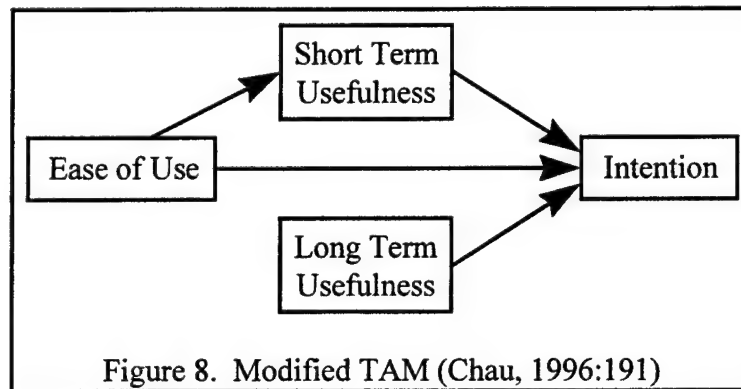 Short Term
Usefulness
Ease of Use
Intention
Long Term
Usefulness
Figure 8. Modified TAM (Chau, 1996:191)